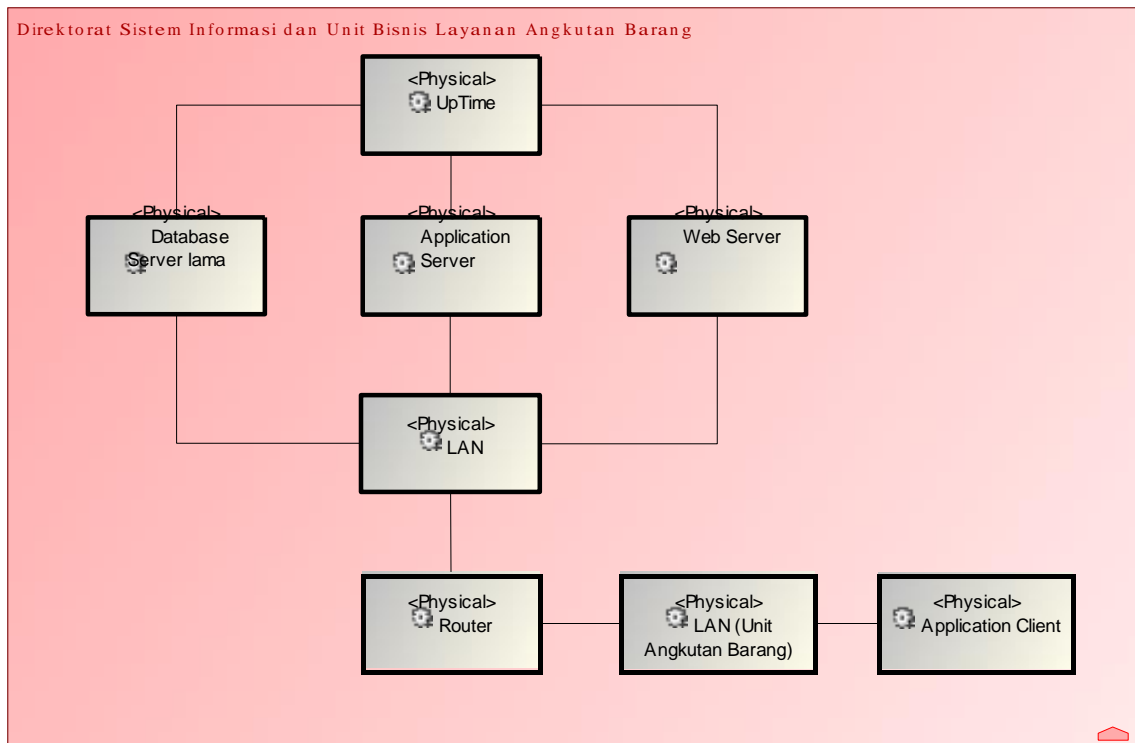 Direktorat Sistem Informasi dan Unit Bisnis Layanan Angkutan Barang
<Physical>
UpTime
<Physical>
Database
Server lama
<Physical>
Application
Server
<Physical>
Web Server
<Physical>
LAN
<Physical>
Router
<Physical>
LAN (Unit
Angkutan Barang)
<Physical>
Application Client